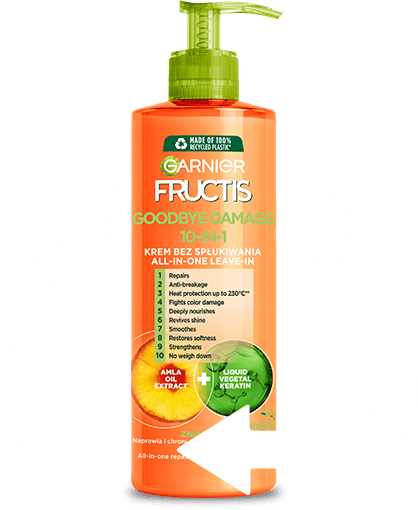 MADE OF 100%
RECYCLED PLASTIC*
GARNIER
FRUCTIS
GOODBYE DAMAGE
10-IN-1
KREM BEZ SPŁUKIWANIA
ALL-IN-ONE LEAVE-IN
1 Repairs
2 Anti-breakage
3 Heat protection up to 230°C**
4 Fights color damage
5 Deeply nourishes
6 Revives shine
7 Smoothes
8 Restores softness
9 Strengthens
10 No weigh down
AMLA
OIL
EXTRACT
+
LIQUID
VEGETAL
KERATIN
Naprawia i chroni
All-in-one